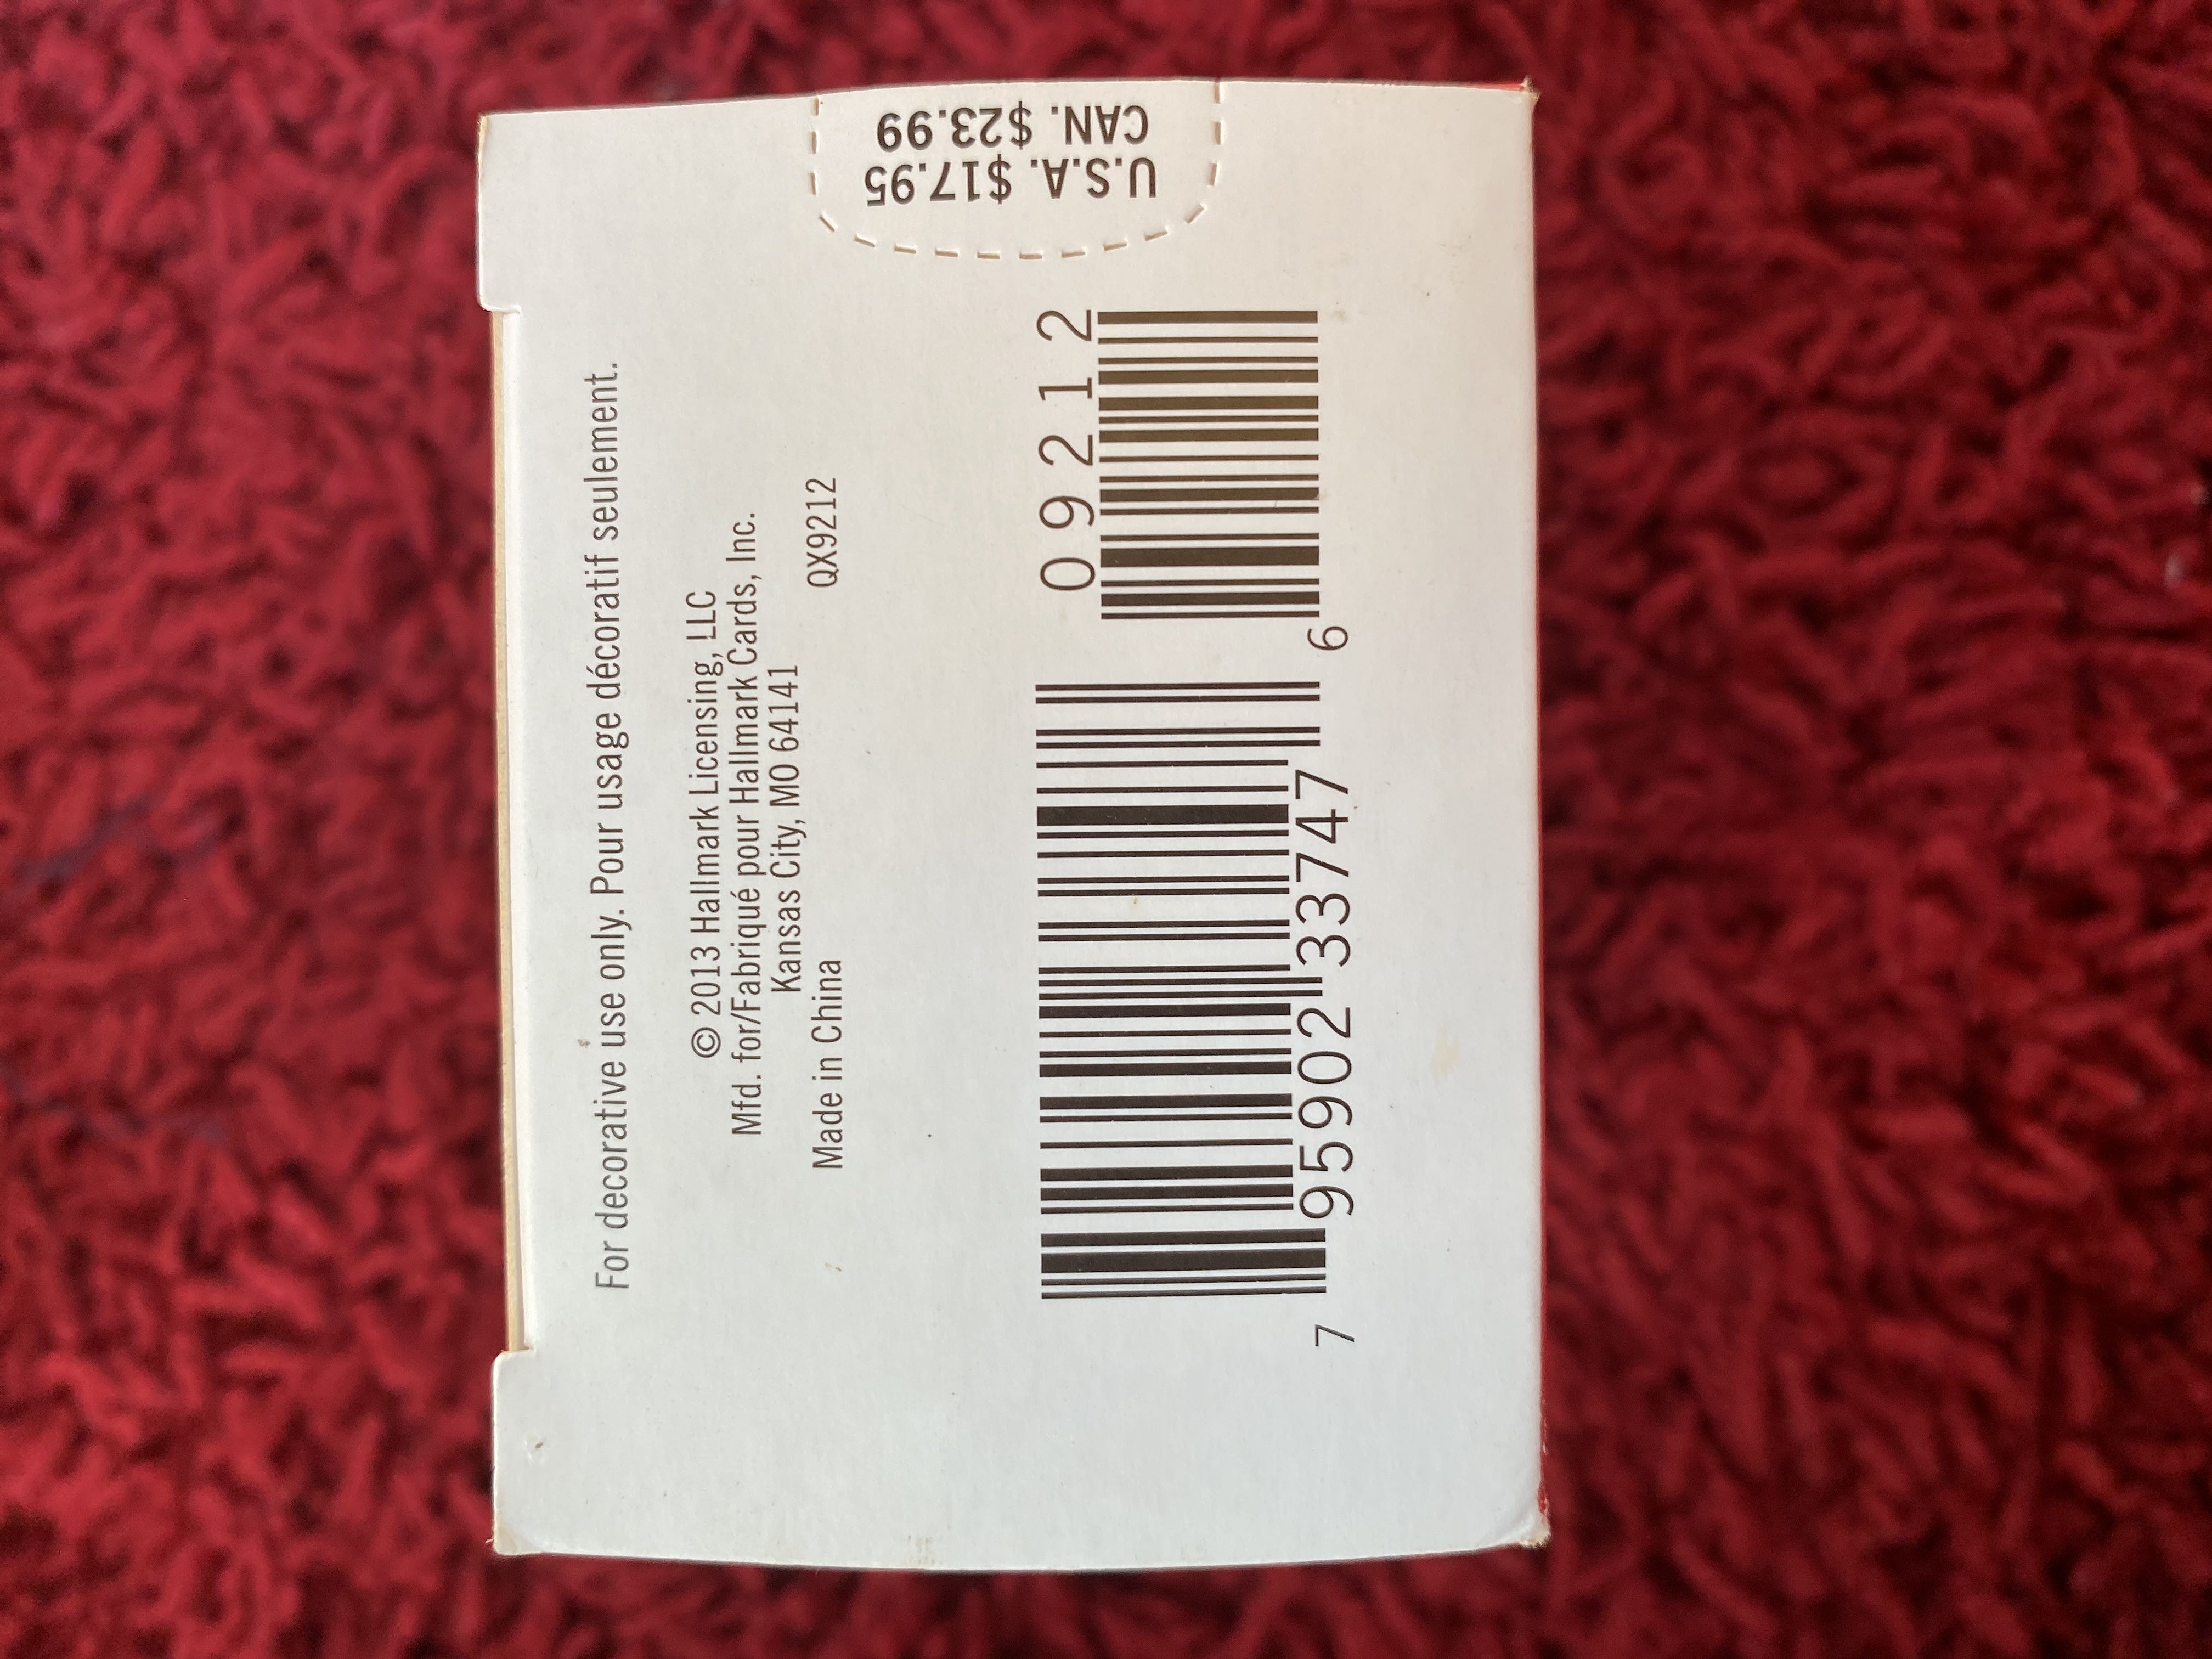 For decorative use only. Pour usage décoratif seulement.
© 2013 Hallmark Licensing, LLC
Mfd. for/Fabriqué pour Hallmark Cards, Inc.
Kansas City, MO 64141
Made in China QX9212
09212
7 95902 33747 6
U.S.A. $17.95
CAN. $23.99